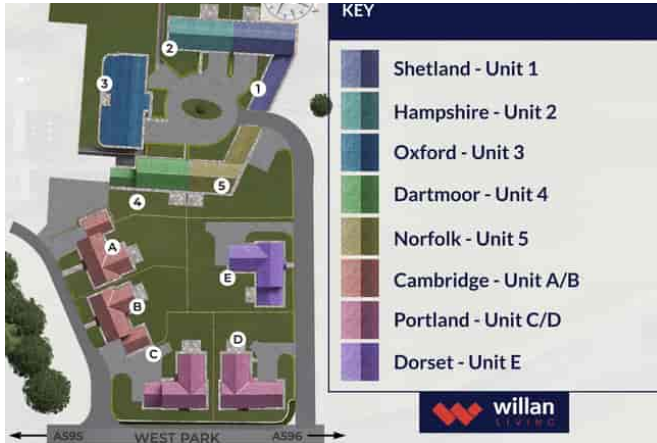 KEY
2
3
1
Shetland - Unit 1
Hampshire - Unit 2
Oxford - Unit 3
Dartmoor - Unit 4
Norfolk - Unit 5
Cambridge - Unit A/B
Portland - Unit C/D
Dorset - Unit E
5
4
A
E
B
D
C
willan
LIVING
A595
WEST PARK
A596